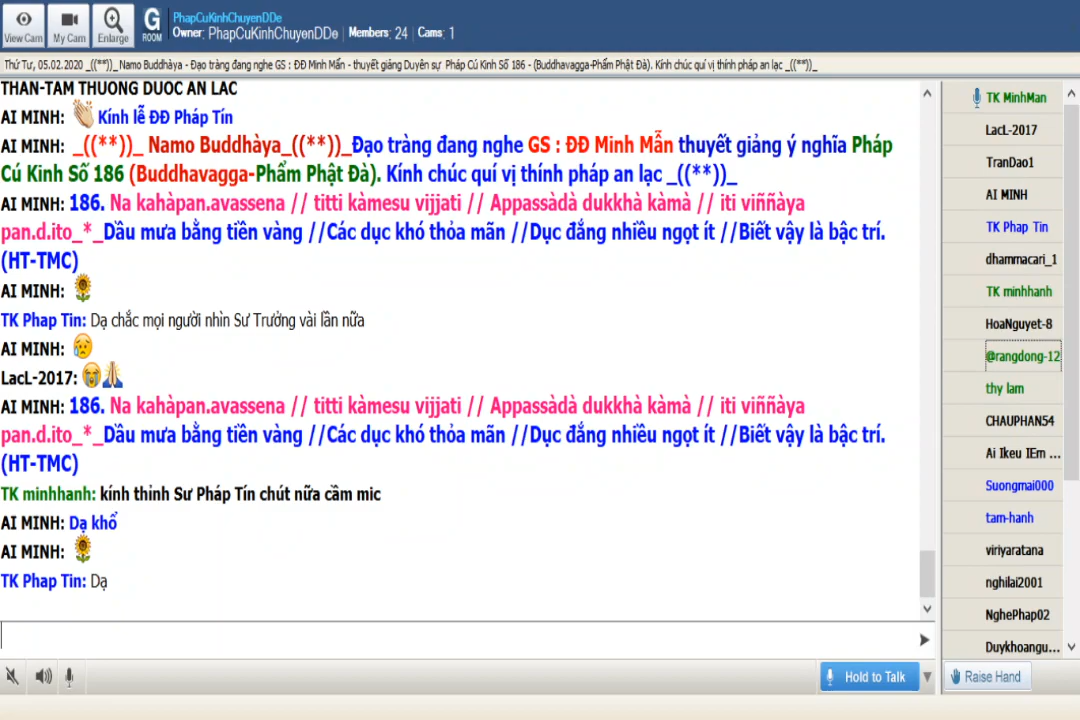 View Cam
My Cam
Enlarge
G ROOM
PhapCuKinhChuyenDDe
Owner: PhapCuKinhChuyenDDe | Members: 24 | Cams: 1
Thứ Tư, 05.02.2020 _((**))_ Namo Buddhàya - Đạo tràng đang nghe GS : ĐĐ Minh Mẫn - thuyết giảng Duyên sự Pháp Cú Kinh Số 186 - (Buddhavagga-Phẩm Phật Đà). Kính chúc quí vị thính pháp an lạc _((**))_
THAN-TAM THUONG DUOC AN LAC
AI MINH: Kính lễ ĐĐ Pháp Tín
AI MINH: _((**))_ Namo Buddhàya_((**))_Đạo tràng đang nghe GS : ĐĐ Minh Mẫn thuyết giảng ý nghĩa Pháp
Cú Kinh Số 186 (Buddhavagga-Phẩm Phật Đà). Kính chúc quí vị thính pháp an lạc _((**))_
AI MINH: 186. Na kahàpan.avassena // titti kàmesu vijjati // Appassàdà dukkhà kàmà // iti viññàya
pan.d.ito_*_Dầu mưa bằng tiền vàng //Các dục khó thỏa mãn //Dục đắng nhiều ngọt ít //Biết vậy là bậc trí.
(HT-TMC)
AI MINH:
TK Phap Tin: Dạ chắc mọi người nhìn Sư Trưởng vài lần nữa
AI MINH:
LacL-2017:
AI MINH: 186. Na kahàpan.avassena // titti kàmesu vijjati // Appassàdà dukkhà kàmà // iti viññàya
pan.d.ito_*_Dầu mưa bằng tiền vàng //Các dục khó thỏa mãn //Dục đắng nhiều ngọt ít //Biết vậy là bậc trí.
(HT-TMC)
TK minhhanh: kính thỉnh Sư Pháp Tín chút nữa cầm mic
AI MINH: Dạ khổ
AI MINH:
TK Phap Tin: Dạ
TK MinhMan
LacL-2017
TranDao1
AI MINH
TK Phap Tin
dhammacari_1
TK minhhanh
HoaNguyet-8
@rangdong-12
thy lam
CHAUPHAN54
Ai Ikeu IEm ...
Suongmai000
tam-hanh
viriyaratana
nghilai2001
NghePhap02
Duykhoangu...
Hold to Talk
Raise Hand